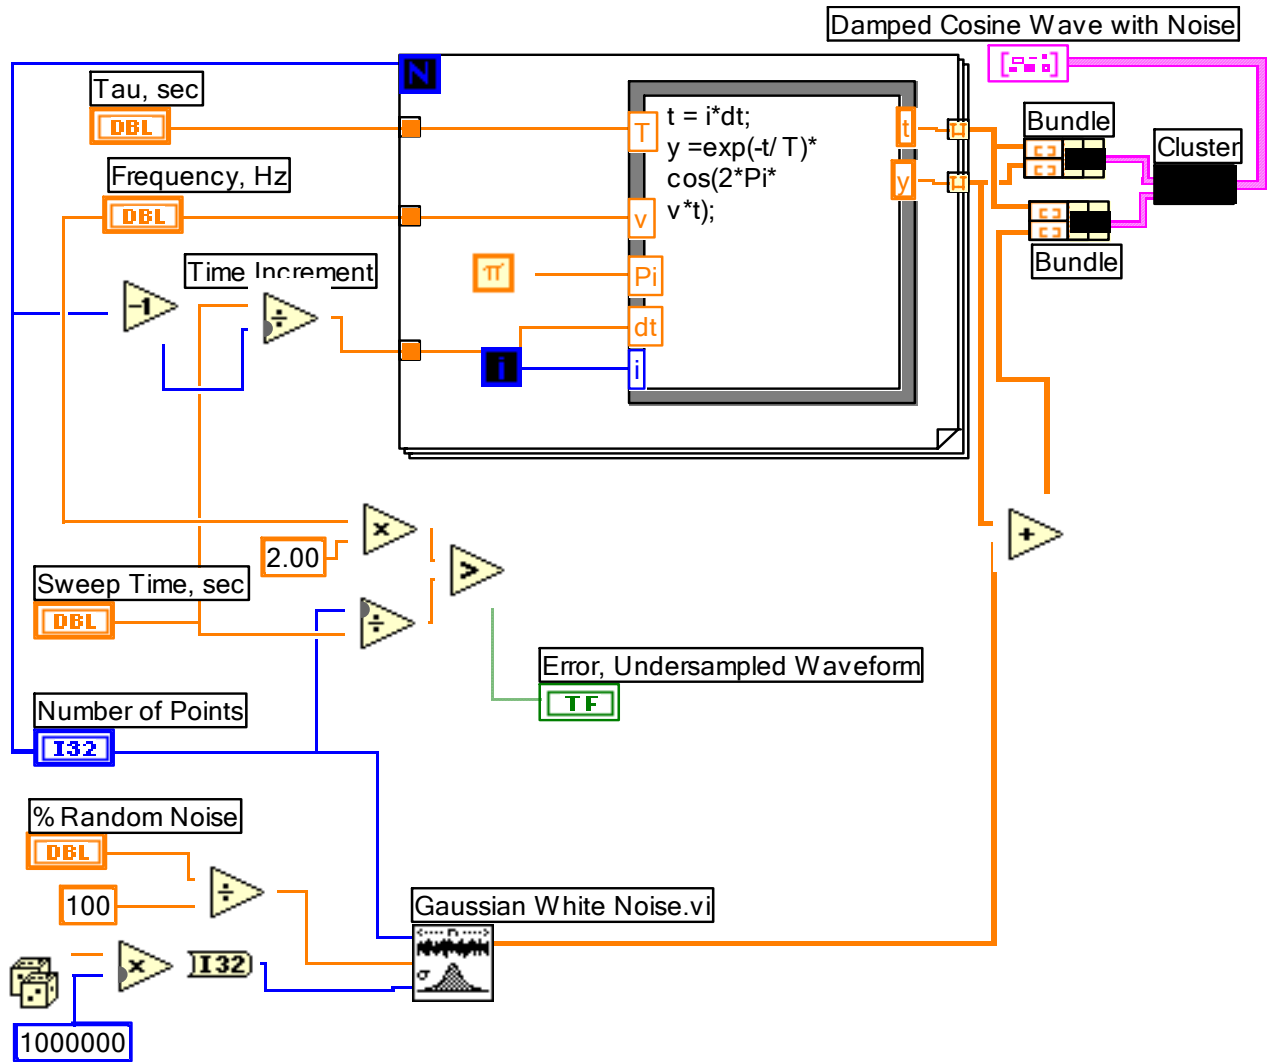 Damped Cosine Wave with Noise
N
Tau, sec
DBL
T
t = i*dt;
y =exp(-t/ T)*
cos(2*Pi*
v*t);
t
y
Bundle
Cluster
Frequency, Hz
DBL
v
Bundle
Time Increment
-1
÷
π
Pi
dt
i
i
x
2.00
>
+
Sweep Time, sec
DBL
÷
Error, Undersampled Waveform
TF
Number of Points
I32
% Random Noise
DBL
÷
100
Gaussian White Noise.vi
n
σ
x
I32
1000000